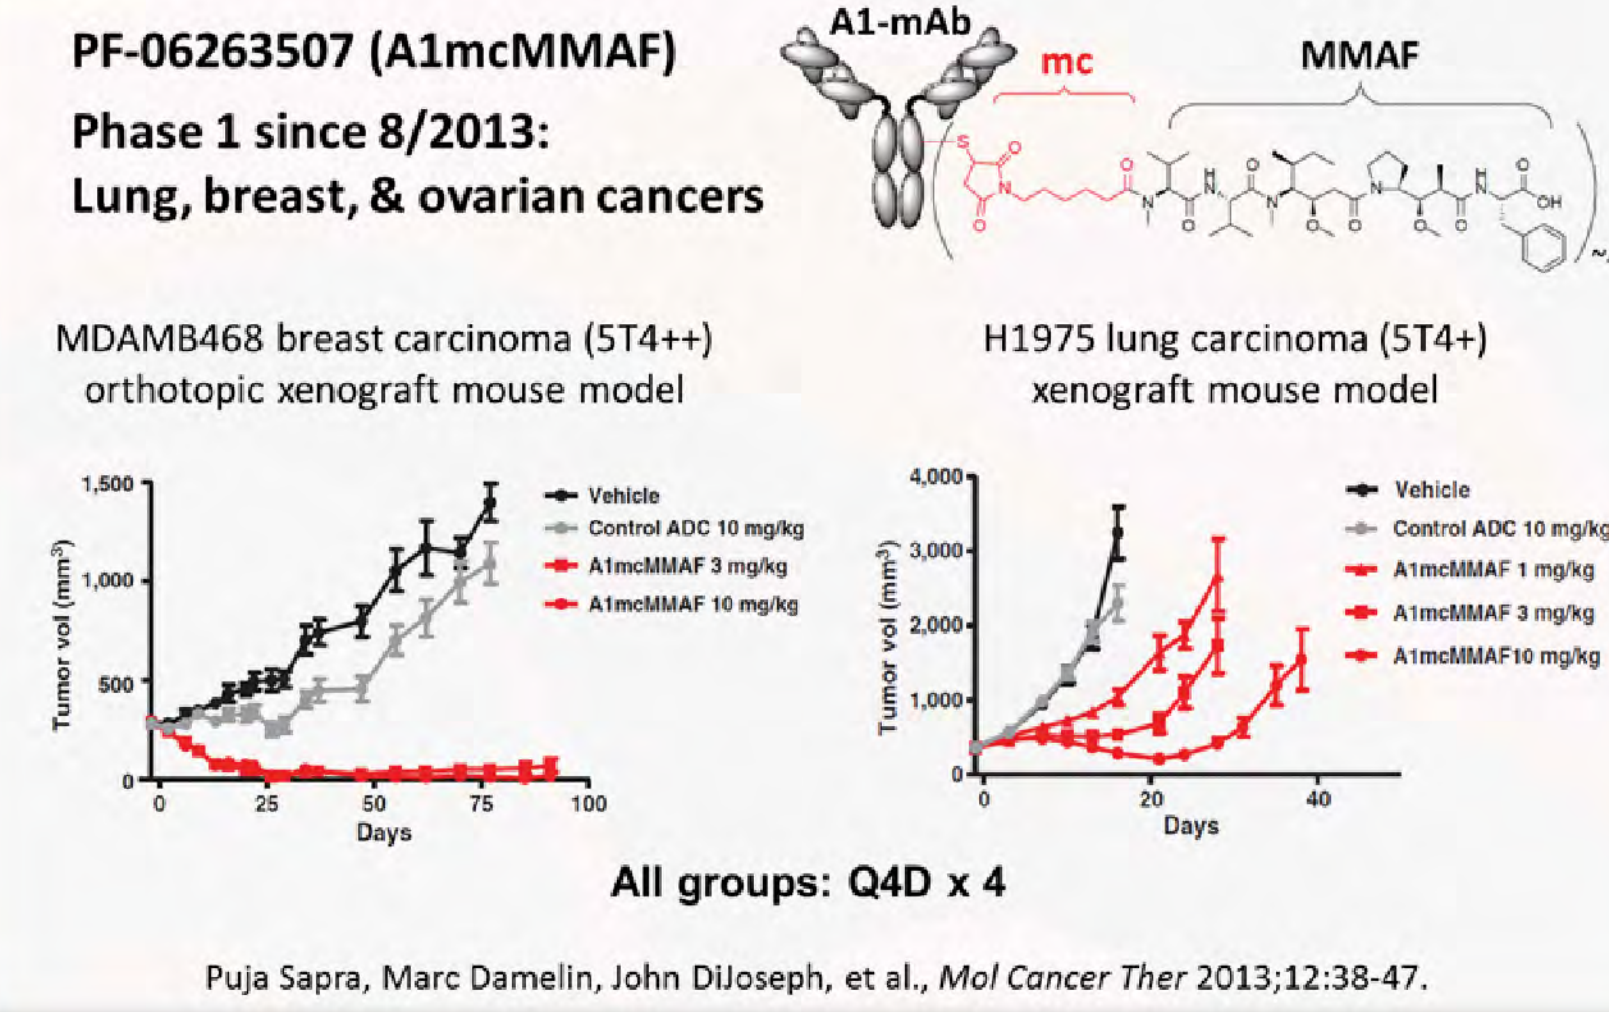 PF-06263507 (A1mcMMAF)
Phase 1 since 8/2013:
Lung, breast, & ovarian cancers
A1-mAb
mc
MMAF
S
O
N
O
O
N
O
H
N
O
N
O
O
N
O
O
H
N
O
OH
~
MDAMB468 breast carcinoma (5T4++)
orthotopic xenograft mouse model
Tumor vol (mm³)
1,500
1,000
500
0
0
25
50
75
100
Days
Vehicle
Control ADC 10 mg/kg
A1mcMMAF 3 mg/kg
A1mcMMAF 10 mg/kg
H1975 lung carcinoma (5T4+)
xenograft mouse model
Tumor vol (mm³)
4,000
3,000
2,000
1,000
0
0
20
40
Days
Vehicle
Control ADC 10 mg/kg
A1mcMMAF 1 mg/kg
A1mcMMAF 3 mg/kg
A1mcMMAF10 mg/kg
All groups: Q4D x 4
Puja Sapra, Marc Damelin, John DiJoseph, et al., Mol Cancer Ther 2013;12:38-47.